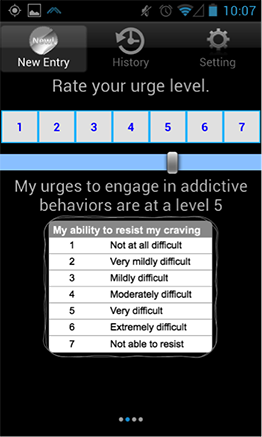 10:07
New!
New Entry
History
Setting
Rate your urge level.
1 2 3 4 5 6 7
My urges to engage in addictive
behaviors are at a level 5
My ability to resist my craving
1 Not at all difficult
2 Very mildly difficult
3 Mildly difficult
4 Moderately difficult
5 Very difficult
6 Extremely difficult
7 Not able to resist